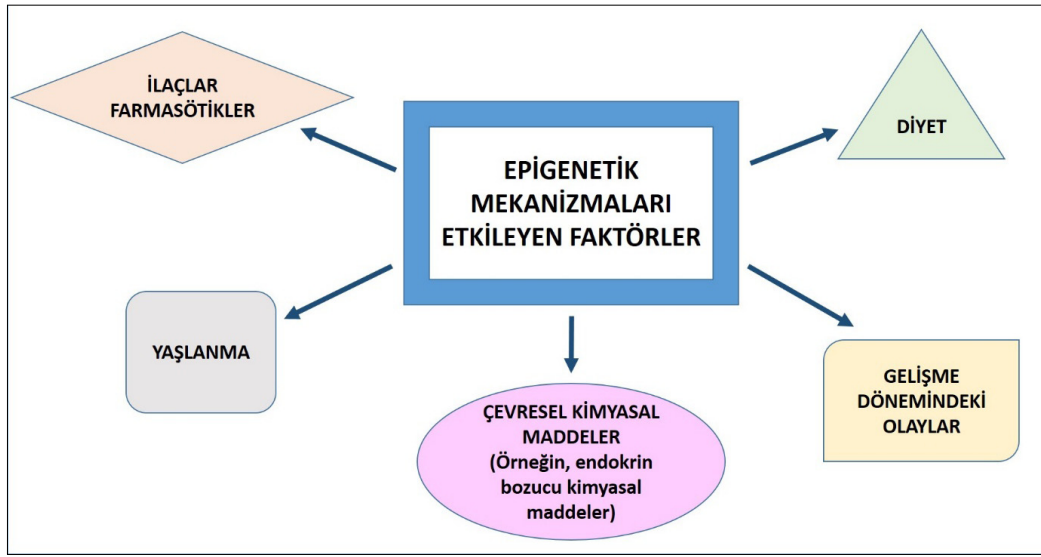 İLAÇLAR
FARMASÖTİKLER
DİYET
EPİGENETİK
MEKANİZMALARI
ETKİLEYEN FAKTÖRLER
YAŞLANMA
GELİŞME
DÖNEMİNDEKİ
OLAYLAR
ÇEVRESEL KİMYASAL
MADDELER
(Örneğin, endokrin
bozucu kimyasal
maddeler)